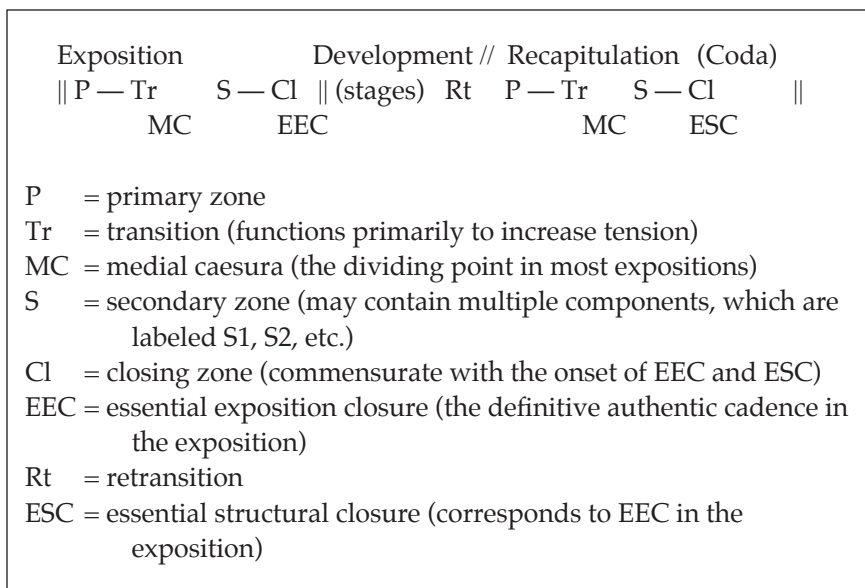 Exposition Development // Recapitulation (Coda)
|| P — Tr S — Cl || (stages) Rt P — Tr S — Cl ||
MC EEC MC ESC
P = primary zone
Tr = transition (functions primarily to increase tension)
MC = medial caesura (the dividing point in most expositions)
S = secondary zone (may contain multiple components, which are
labeled S1, S2, etc.)
Cl = closing zone (commensurate with the onset of EEC and ESC)
EEC = essential exposition closure (the definitive authentic cadence in
the exposition)
Rt = retransition
ESC = essential structural closure (corresponds to EEC in the
exposition)